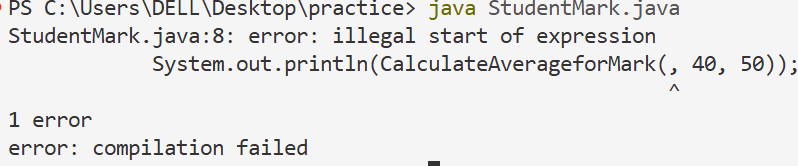 PS C:\Users\DELL\Desktop\practice> java StudentMark.java
StudentMark.java:8: error: illegal start of expression
            System.out.println(CalculateAverageforMark(, 40, 50));
                                                       ^
1 error
error: compilation failed